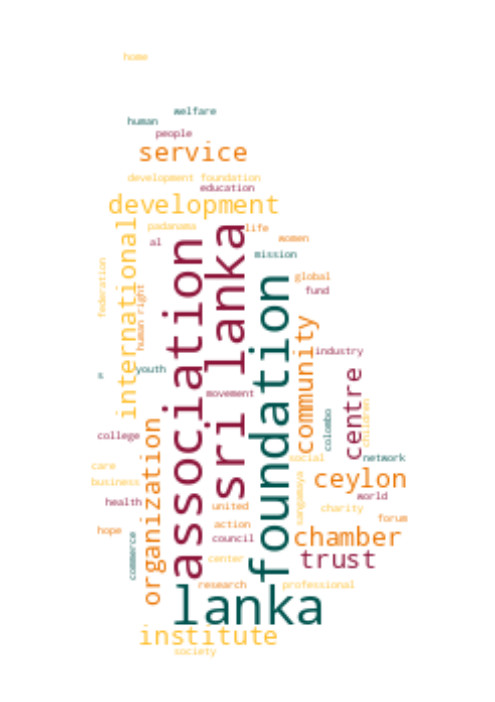 home
welfare
human
people
service
development foundation
education
development
padanama
life
al
women
mission
international
association
sri lanka
foundation
federation
human right
global
fund
community
industry
s
youth
centre
movement
colombo
children
college
organization
social
network
care
business
ceylon
health
united
sangamaya
world
charity
hope
action
forum
council
chamber
commerce
center
trust
research
professional
lanka
institute
society